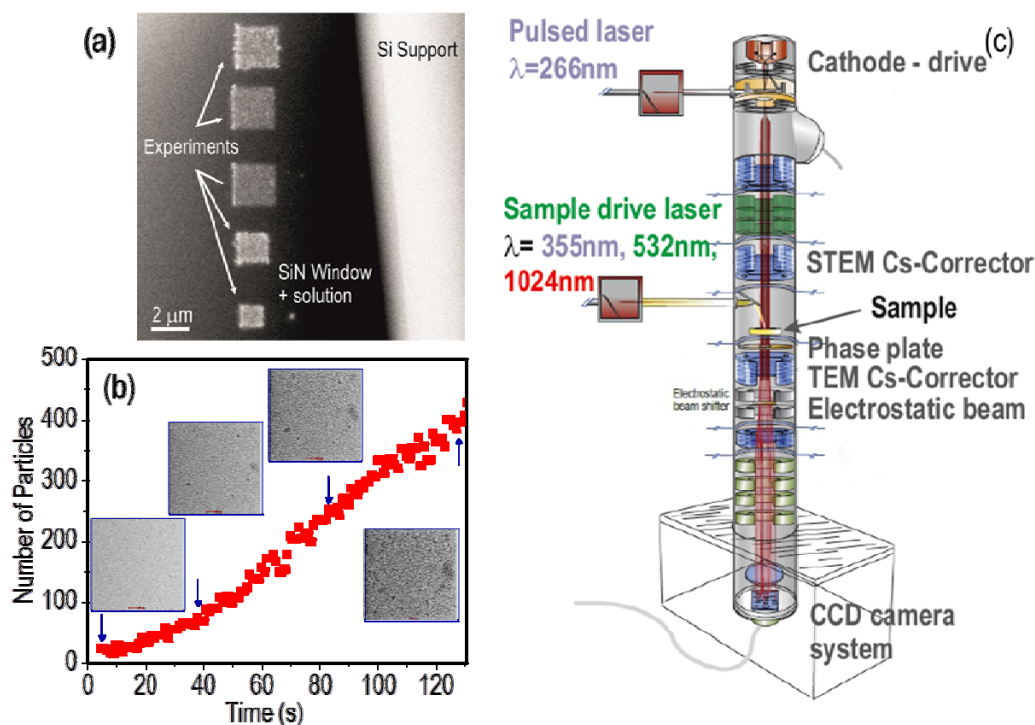 (a)
Si Support
Experiments
SiN Window
+ solution
2 μm
(b)
Number of Particles
500
400
300
200
100
0
0 20 40 60 80 100 120
Time (s)
(c)
Pulsed laser
λ=266nm
Cathode - drive
Sample drive laser
λ= 355nm, 532nm,
1024nm
STEM Cs-Corrector
Sample
Phase plate
TEM Cs-Corrector
Electrostatic
beam shifter
Electrostatic beam
CCD camera
system